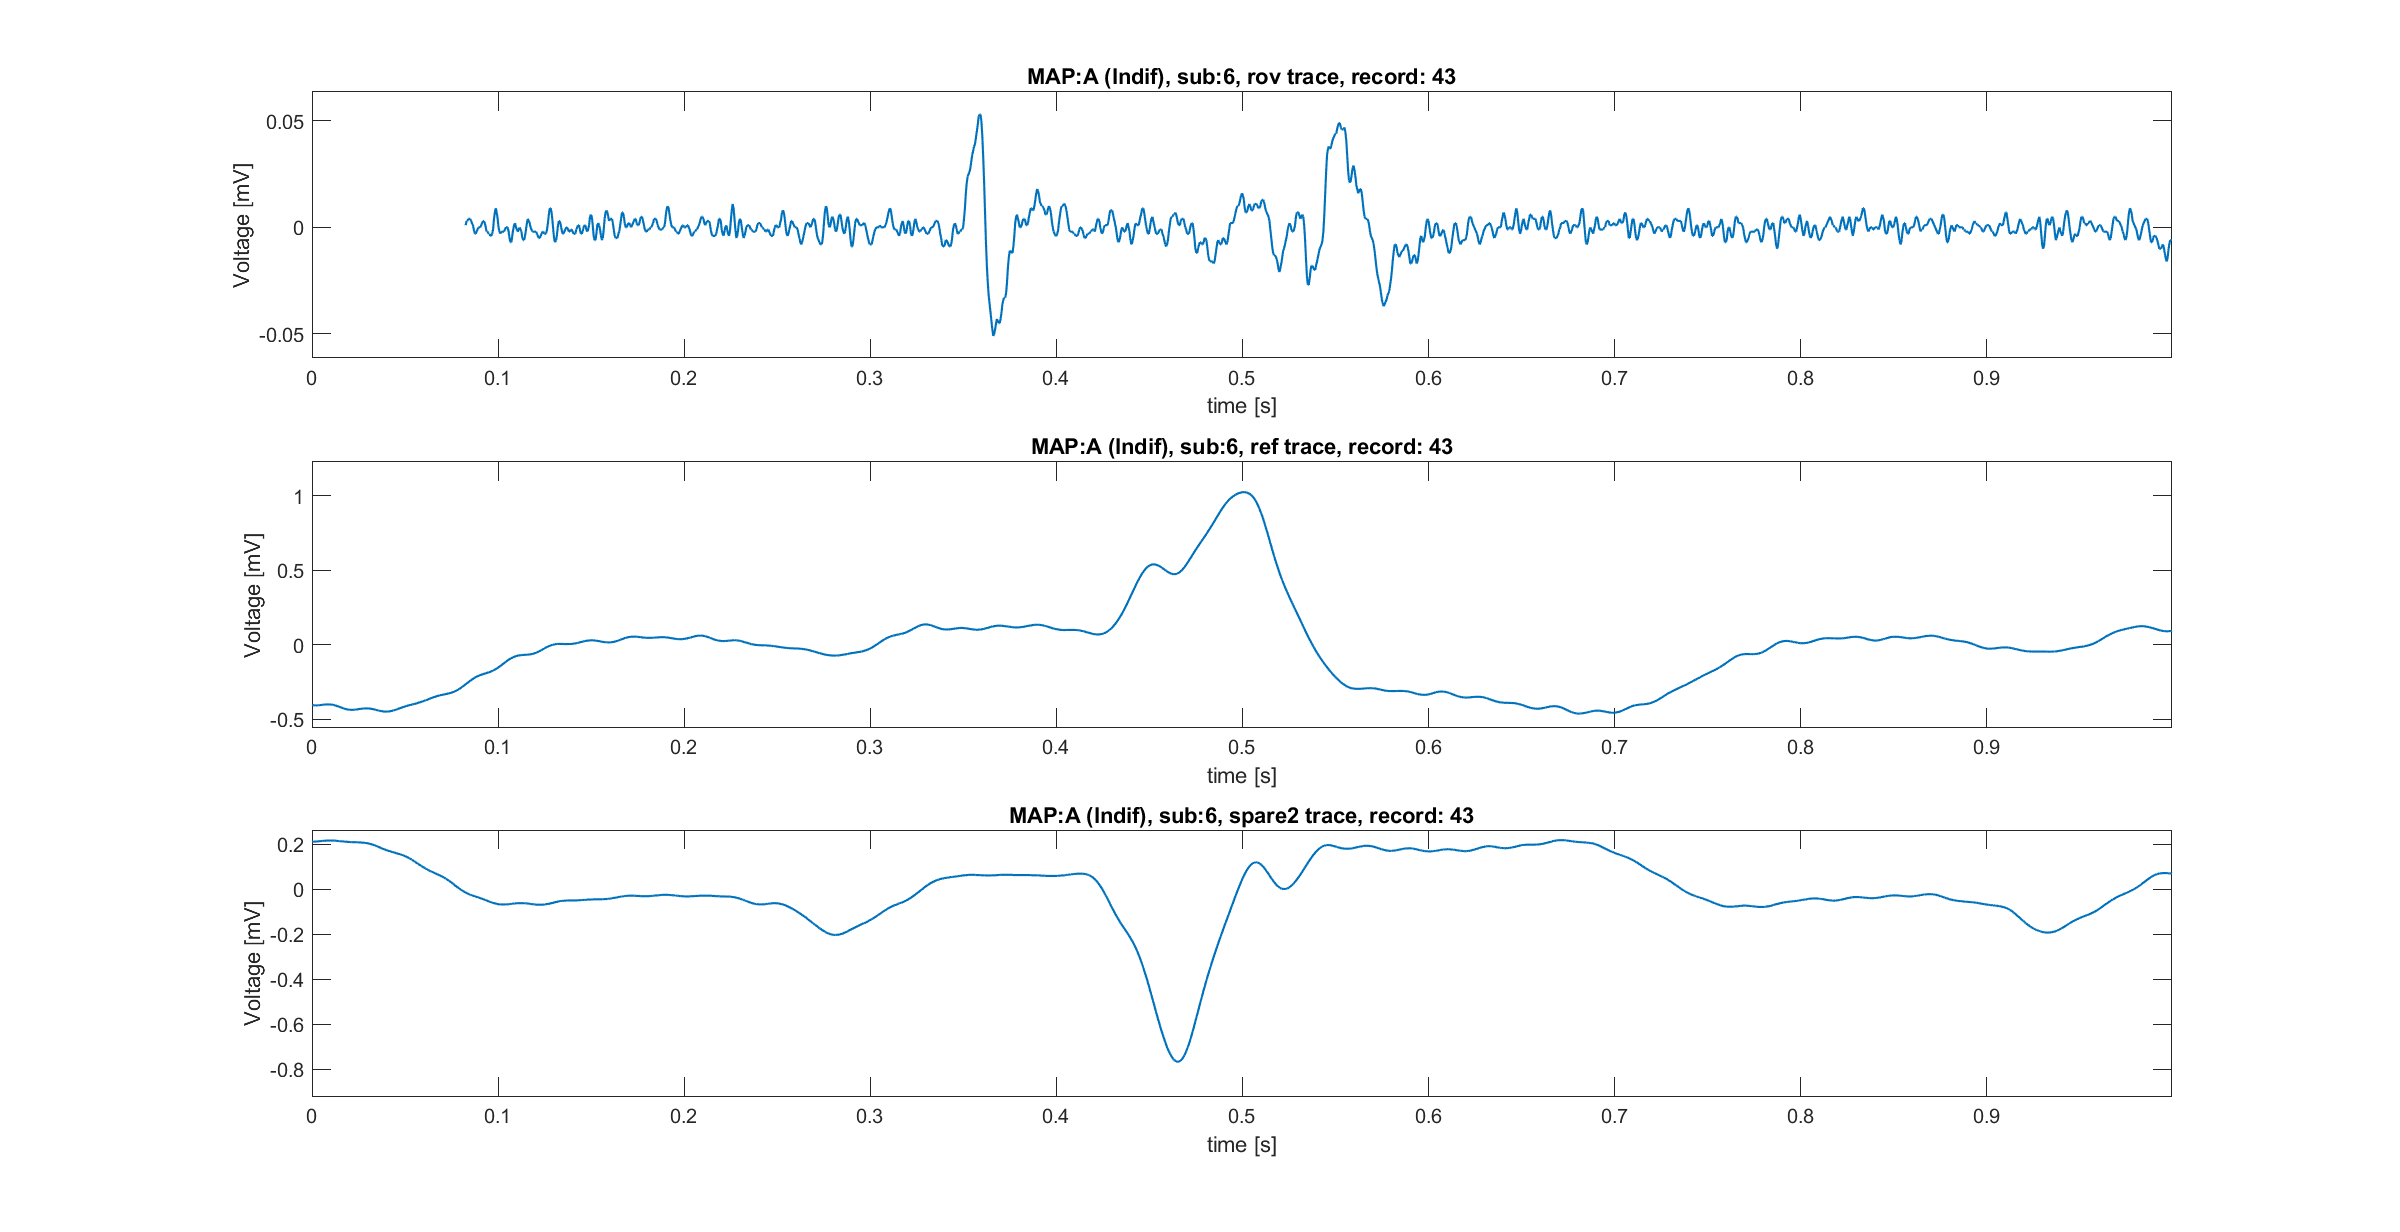 MAP:A (Indif), sub:6, rov trace, record: 43
Voltage [mV]
0.05
0
-0.05
0 0.1 0.2 0.3 0.4 0.5 0.6 0.7 0.8 0.9
time [s]
MAP:A (Indif), sub:6, ref trace, record: 43
Voltage [mV]
1
0.5
0
-0.5
0 0.1 0.2 0.3 0.4 0.5 0.6 0.7 0.8 0.9
time [s]
MAP:A (Indif), sub:6, spare2 trace, record: 43
Voltage [mV]
0.2
0
-0.2
-0.4
-0.6
-0.8
0 0.1 0.2 0.3 0.4 0.5 0.6 0.7 0.8 0.9
time [s]